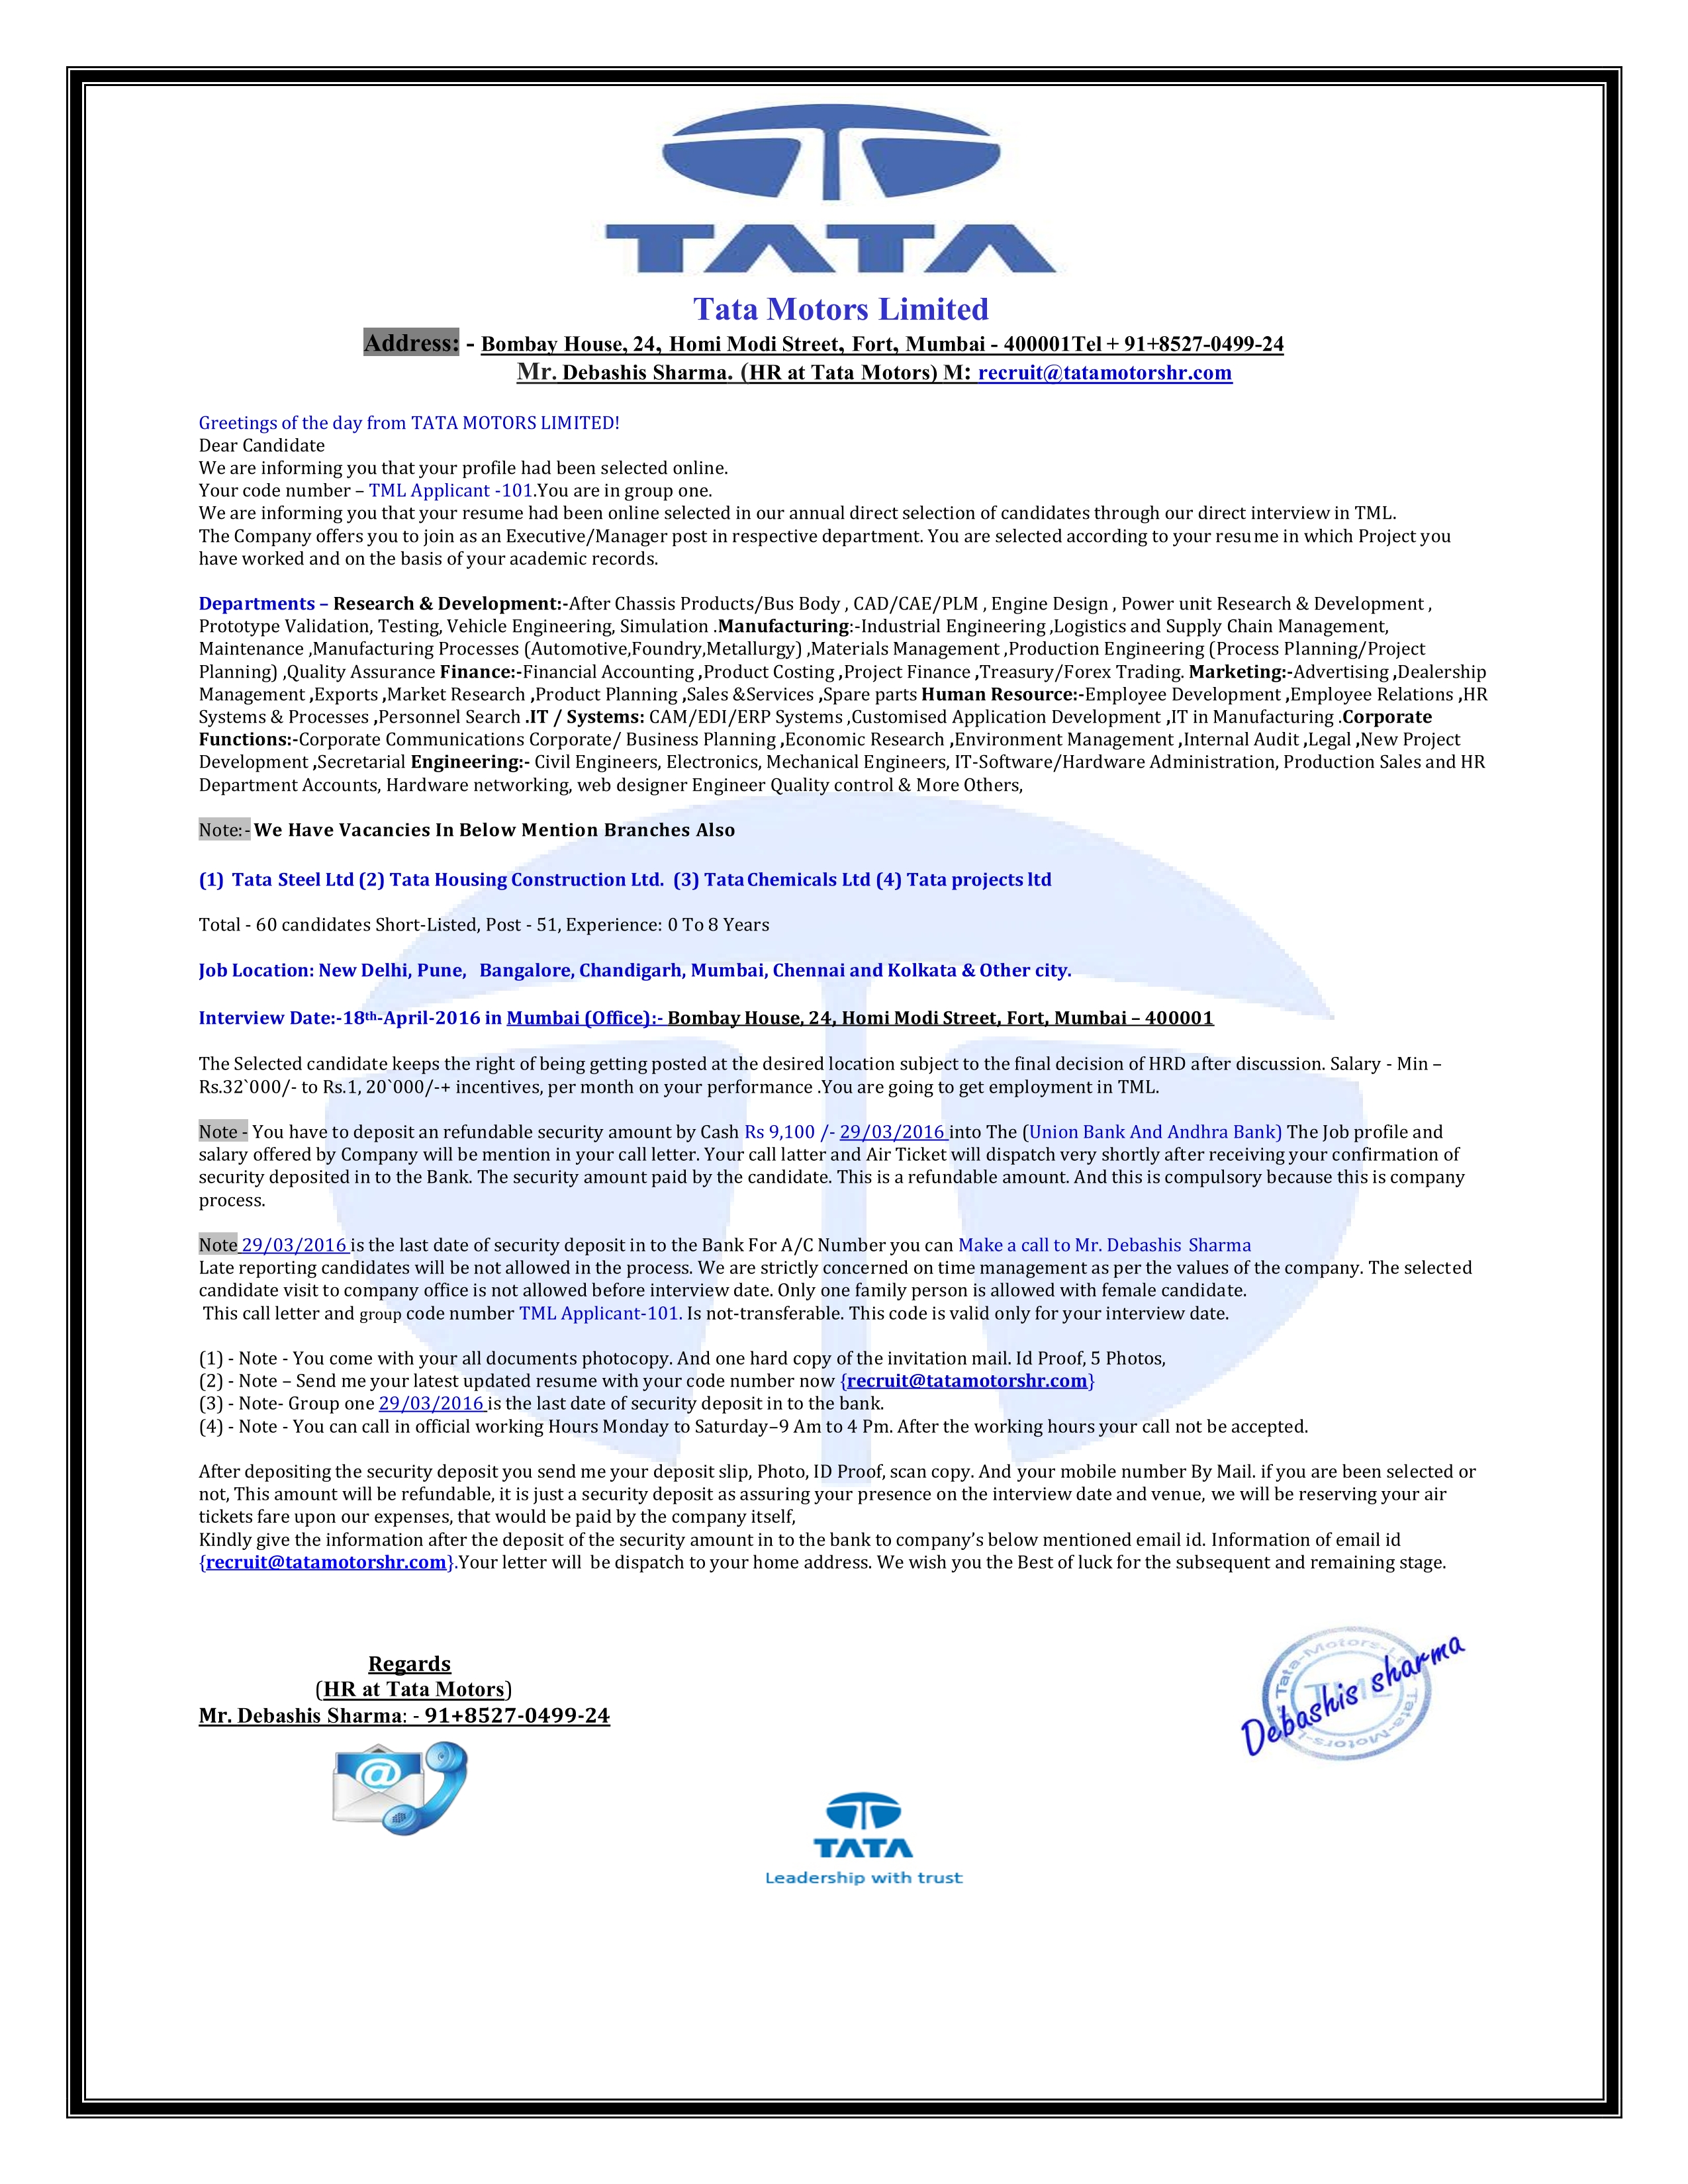 TATA
Tata Motors Limited
Address: - Bombay House, 24, Homi Modi Street, Fort, Mumbai - 400001Tel + 91+8527-0499-24
Mr. Debashis Sharma. (HR at Tata Motors) M: recruit@tatamotorshr.com
Greetings of the day from TATA MOTORS LIMITED!
Dear Candidate
We are informing you that your profile had been selected online.
Your code number – TML Applicant -101.You are in group one.
We are informing you that your resume had been online selected in our annual direct selection of candidates through our direct interview in TML.
The Company offers you to join as an Executive/Manager post in respective department. You are selected according to your resume in which Project you
have worked and on the basis of your academic records.
Departments – Research & Development:-After Chassis Products/Bus Body , CAD/CAE/PLM , Engine Design , Power unit Research & Development ,
Prototype Validation, Testing, Vehicle Engineering, Simulation .Manufacturing:-Industrial Engineering ,Logistics and Supply Chain Management,
Maintenance ,Manufacturing Processes (Automotive,Foundry,Metallurgy) ,Materials Management ,Production Engineering (Process Planning/Project
Planning) ,Quality Assurance Finance:-Financial Accounting ,Product Costing ,Project Finance ,Treasury/Forex Trading. Marketing:-Advertising ,Dealership
Management ,Exports ,Market Research ,Product Planning ,Sales &Services ,Spare parts Human Resource:-Employee Development ,Employee Relations ,HR
Systems & Processes ,Personnel Search .IT / Systems: CAM/EDI/ERP Systems ,Customised Application Development ,IT in Manufacturing .Corporate
Functions:-Corporate Communications Corporate/ Business Planning ,Economic Research ,Environment Management ,Internal Audit ,Legal ,New Project
Development ,Secretarial Engineering:- Civil Engineers, Electronics, Mechanical Engineers, IT-Software/Hardware Administration, Production Sales and HR
Department Accounts, Hardware networking, web designer Engineer Quality control & More Others,
Note:- We Have Vacancies In Below Mention Branches Also
(1) Tata Steel Ltd (2) Tata Housing Construction Ltd. (3) Tata Chemicals Ltd (4) Tata projects ltd
Total - 60 candidates Short-Listed, Post - 51, Experience: 0 To 8 Years
Job Location: New Delhi, Pune, Bangalore, Chandigarh, Mumbai, Chennai and Kolkata & Other city.
Interview Date:-18th-April-2016 in Mumbai (Office):- Bombay House, 24, Homi Modi Street, Fort, Mumbai – 400001
The Selected candidate keeps the right of being getting posted at the desired location subject to the final decision of HRD after discussion. Salary - Min –
Rs.32`000/- to Rs.1, 20`000/-+ incentives, per month on your performance .You are going to get employment in TML.
Note - You have to deposit an refundable security amount by Cash Rs 9,100 /- 29/03/2016 into The (Union Bank And Andhra Bank) The Job profile and
salary offered by Company will be mention in your call letter. Your call latter and Air Ticket will dispatch very shortly after receiving your confirmation of
security deposited in to the Bank. The security amount paid by the candidate. This is a refundable amount. And this is compulsory because this is company
process.
Note 29/03/2016 is the last date of security deposit in to the Bank For A/C Number you can Make a call to Mr. Debashis Sharma
Late reporting candidates will be not allowed in the process. We are strictly concerned on time management as per the values of the company. The selected
candidate visit to company office is not allowed before interview date. Only one family person is allowed with female candidate.
This call letter and group code number TML Applicant-101. Is not-transferable. This code is valid only for your interview date.
(1) - Note - You come with your all documents photocopy. And one hard copy of the invitation mail. Id Proof, 5 Photos,
(2) - Note – Send me your latest updated resume with your code number now {recruit@tatamotorshr.com}
(3) - Note- Group one 29/03/2016 is the last date of security deposit in to the bank.
(4) - Note - You can call in official working Hours Monday to Saturday–9 Am to 4 Pm. After the working hours your call not be accepted.
After depositing the security deposit you send me your deposit slip, Photo, ID Proof, scan copy. And your mobile number By Mail. if you are been selected or
not, This amount will be refundable, it is just a security deposit as assuring your presence on the interview date and venue, we will be reserving your air
tickets fare upon our expenses, that would be paid by the company itself,
Kindly give the information after the deposit of the security amount in to the bank to company’s below mentioned email id. Information of email id
{recruit@tatamotorshr.com}.Your letter will be dispatch to your home address. We wish you the Best of luck for the subsequent and remaining stage.
Regards
(HR at Tata Motors)
Mr. Debashis Sharma: - 91+8527-0499-24
Debashis sharma
TML
TATA
Leadership with trust